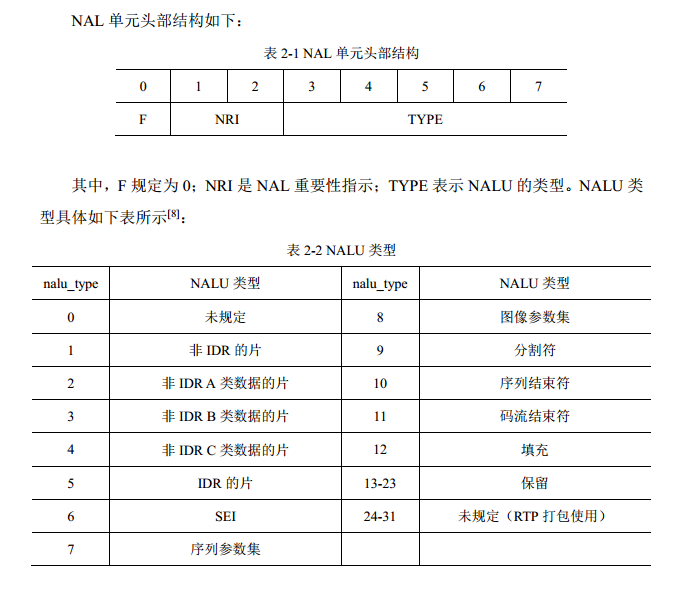 NAL 单元头部结构如下：
表 2-1 NAL 单元头部结构
0 1 2 3 4 5 6 7
F NRI TYPE
其中，F 规定为 0；NRI 是 NAL 重要性指示；TYPE 表示 NALU 的类型。NALU 类
型具体如下表所示[8]：
表 2-2 NALU 类型
nalu_type NALU 类型 nalu_type NALU 类型
0 未规定 8 图像参数集
1 非 IDR 的片 9 分割符
2 非 IDR A 类数据的片 10 序列结束符
3 非 IDR B 类数据的片 11 码流结束符
4 非 IDR C 类数据的片 12 填充
5 IDR 的片 13-23 保留
6 SEI 24-31 未规定（RTP 打包使用）
7 序列参数集